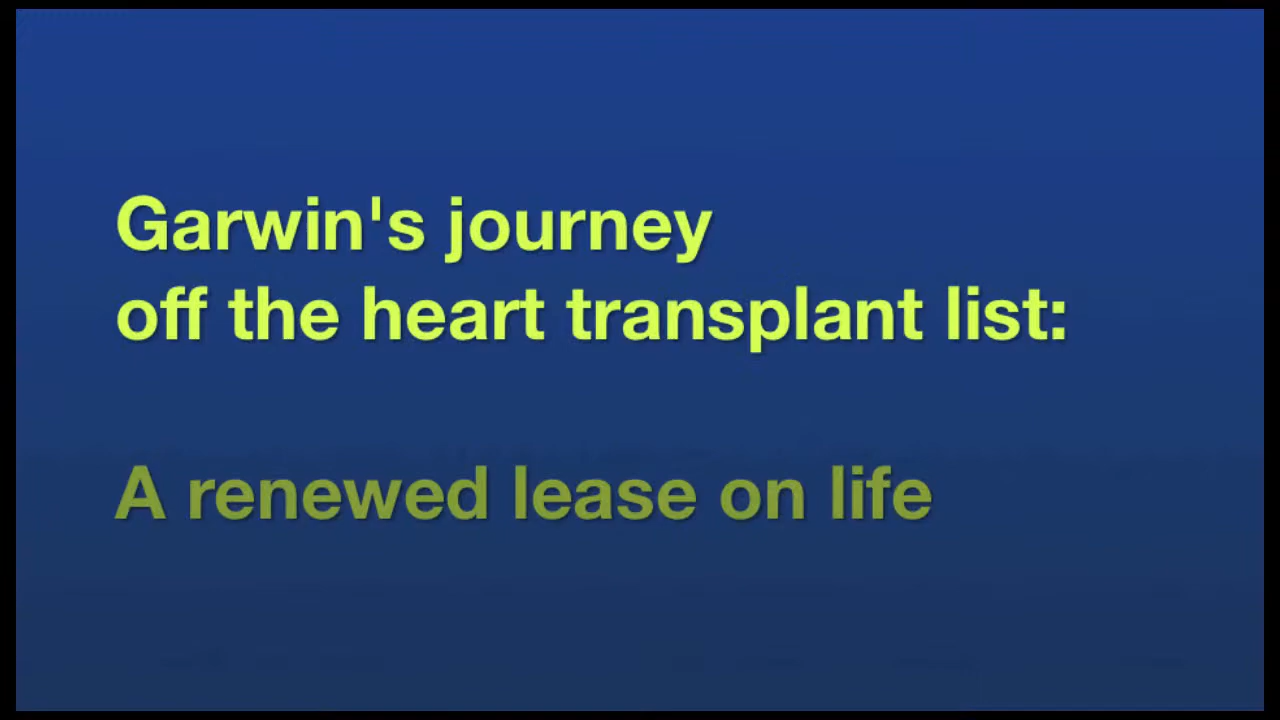 Garwin's journey
off the heart transplant list:
A renewed lease on life